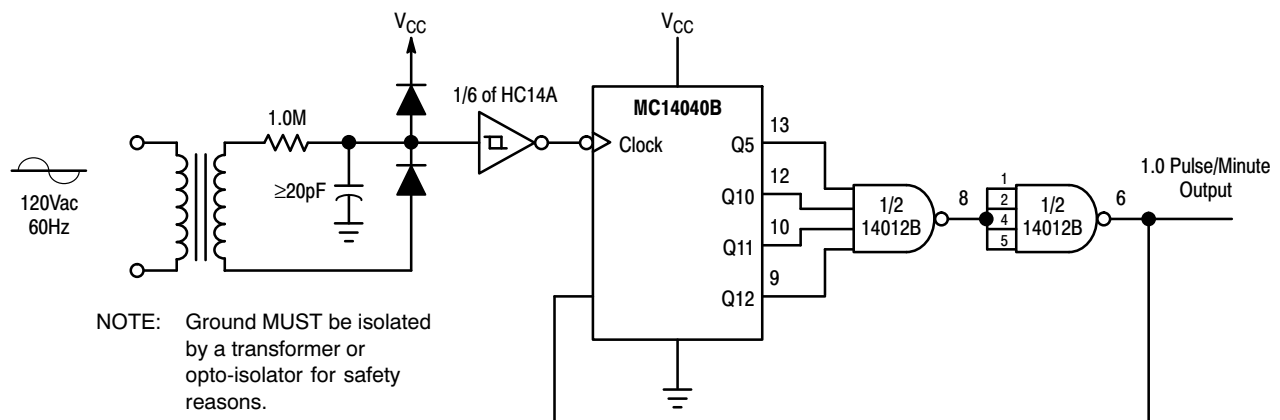 VCC
VCC
1/6 of HC14A
MC14040B
1.0M
13
Clock
Q5
≥20pF
120Vac
60Hz
12
Q10
10
Q11
9
Q12
1/2
14012B
8
1
2
4
5
1/2
14012B
6
1.0 Pulse/Minute
Output
NOTE: Ground MUST be isolated
by a transformer or
opto-isolator for safety
reasons.